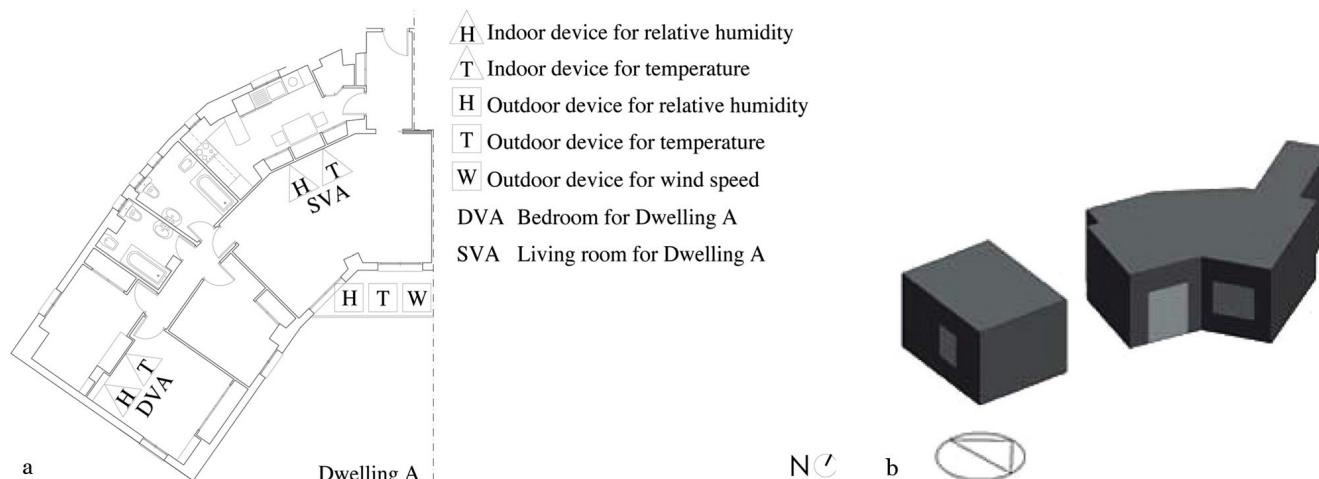 H Indoor device for relative humidity
T Indoor device for temperature
H Outdoor device for relative humidity
T Outdoor device for temperature
W Outdoor device for wind speed
DVA Bedroom for Dwelling A
SVA Living room for Dwelling A
H T
SVA
H T W
H T
DVA
a
Dwelling A
N
b